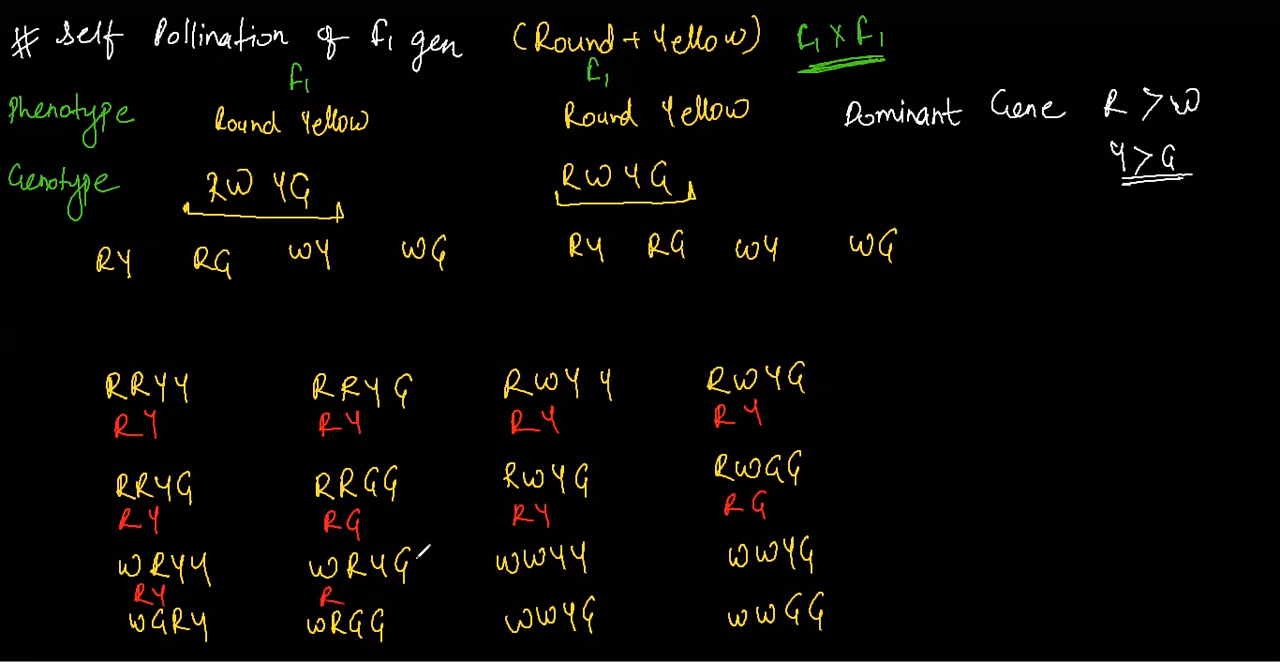 # Self Pollination of F1 gen (Round + Yellow) F1 X F1
F1 F1
Phenotype Round Yellow Round Yellow Dominant Gene R > W
Y > G
Genotype RW YG RW YG
RY RG WY WG RY RG WY WG
RRYY RRYG RWYY RWYG
RY RY RY RY
RRYG RRGG RWYG RWGG
RY RG RY RG
WRYY WRYG WWYY WWYG
RY R
WGRY WRGG WWYG WWGG